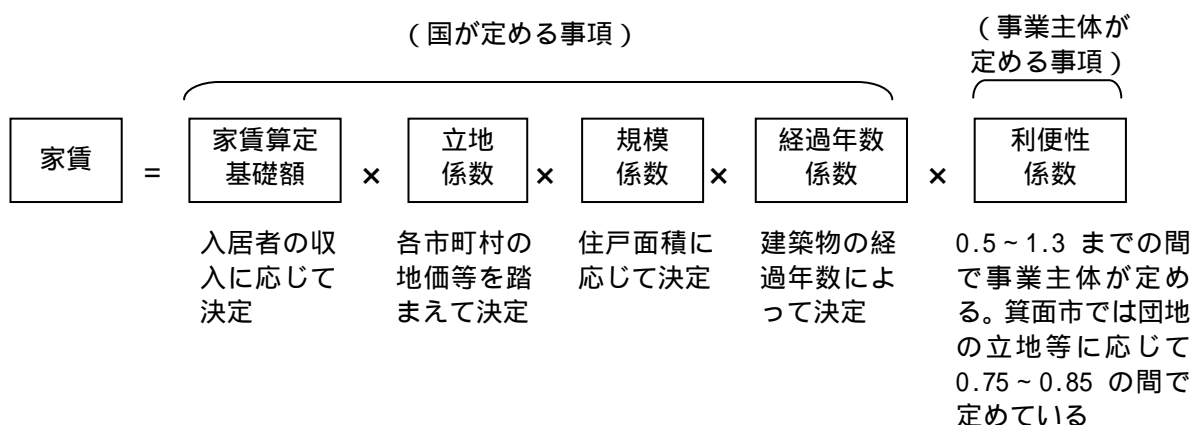 (国が定める事項)
(事業主体が
定める事項)
家賃
=
家賃算定
基礎額
×
立地
係数
×
規模
係数
×
経過年数
係数
×
利便性
係数
入居者の収
入に応じて
決定
各市町村の
地価等を踏
まえて決定
住戸面積に
応じて決定
建築物の経
過年数によ
って決定
0.5~1.3 までの間
で事業主体が定め
る。箕面市では団地
の立地等に応じて
0.75~0.85 の間で
定めている